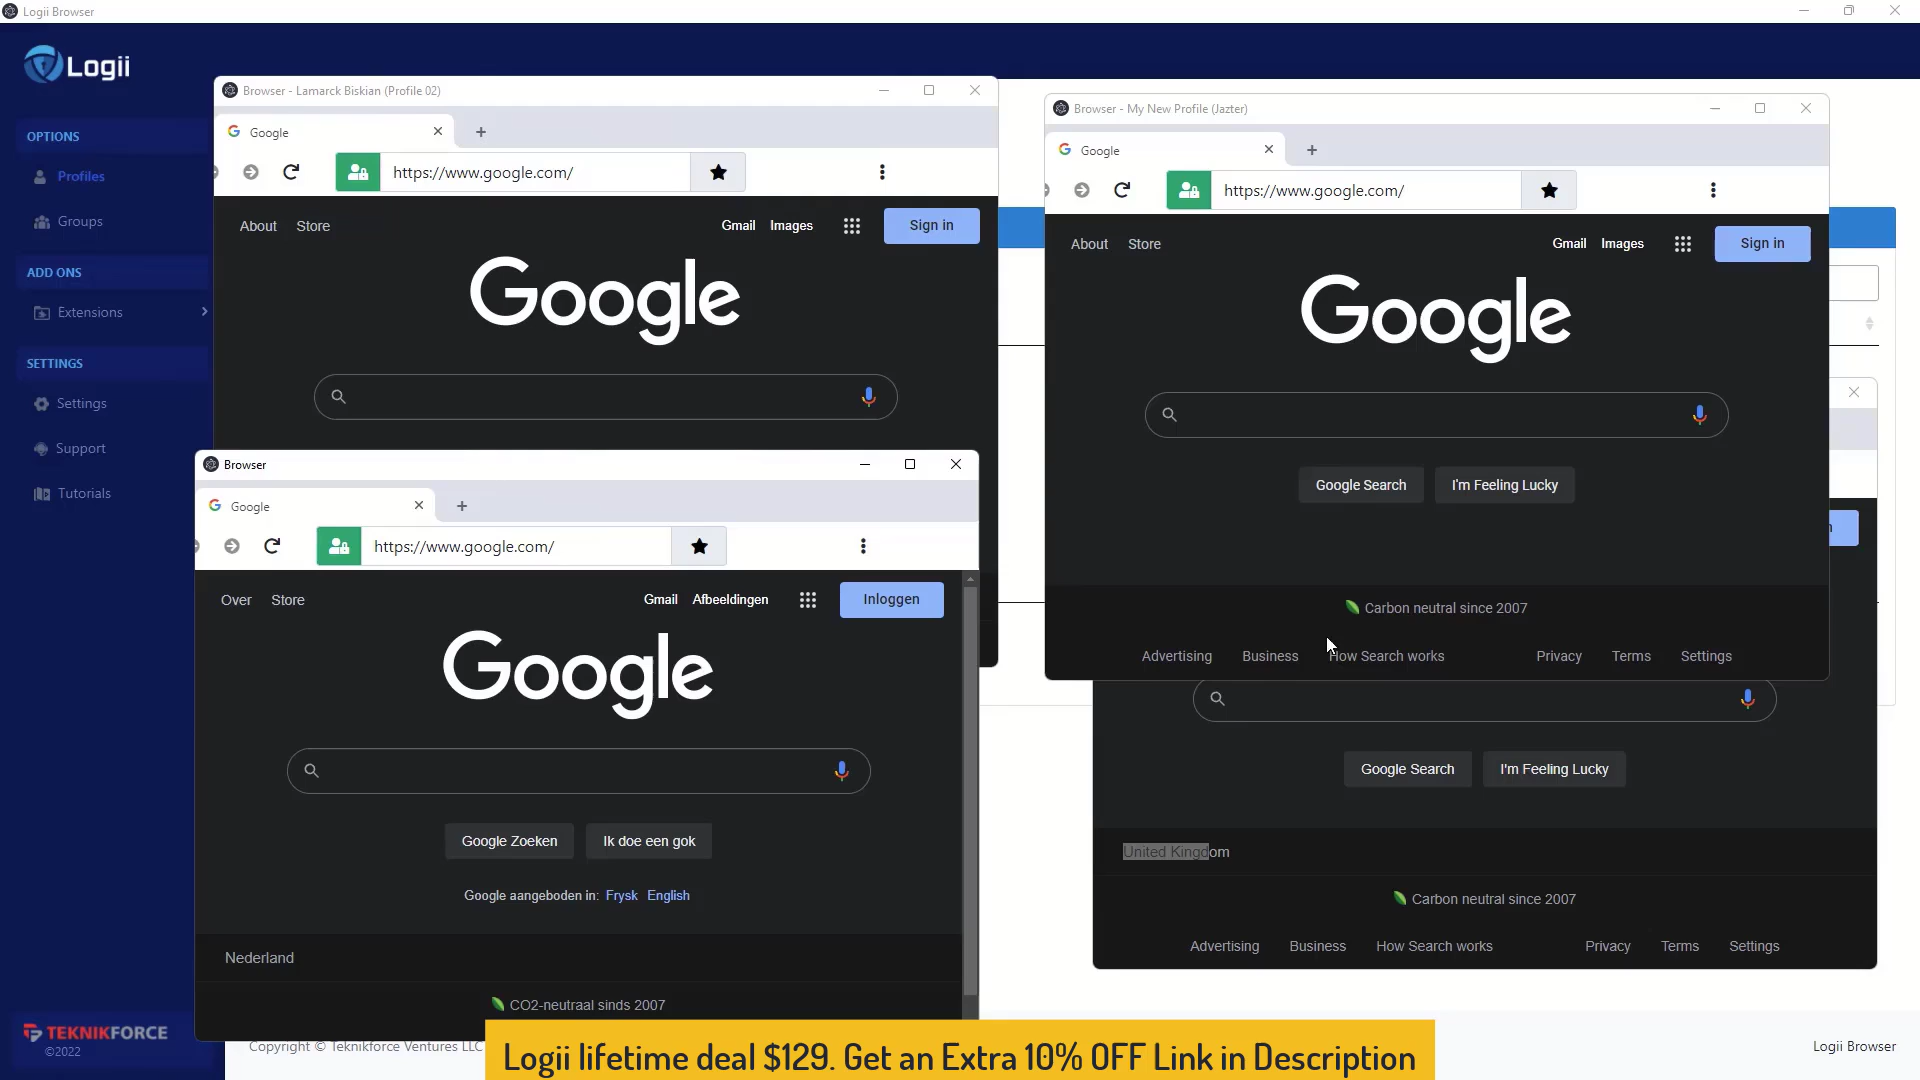 Logii Browser
Logii
OPTIONS
Profiles
Groups
ADD ONS
Extensions
SETTINGS
Settings
Support
Tutorials
TEKNIKFORCE
©2022
Browser - Lamarck Biskian (Profile 02)
Google
https://www.google.com/
About Store Gmail Images Sign in
Google
Browser - My New Profile (Jazter)
Google
https://www.google.com/
About Store Gmail Images Sign in
Google
Google Search I'm Feeling Lucky
Carbon neutral since 2007
Advertising Business How Search works Privacy Terms Settings
Browser
Google
https://www.google.com/
Over Store Gmail Afbeeldingen Inloggen
Google
Google Zoeken Ik doe een gok
Google aangeboden in: Frysk English
Nederland
CO2-neutraal sinds 2007
Google Search I'm Feeling Lucky
United Kingdom
Carbon neutral since 2007
Advertising Business How Search works Privacy Terms Settings
Copyright © Teknikforce Ventures LLC
Logii Browser
Logii lifetime deal $129. Get an Extra 10% OFF Link in Description